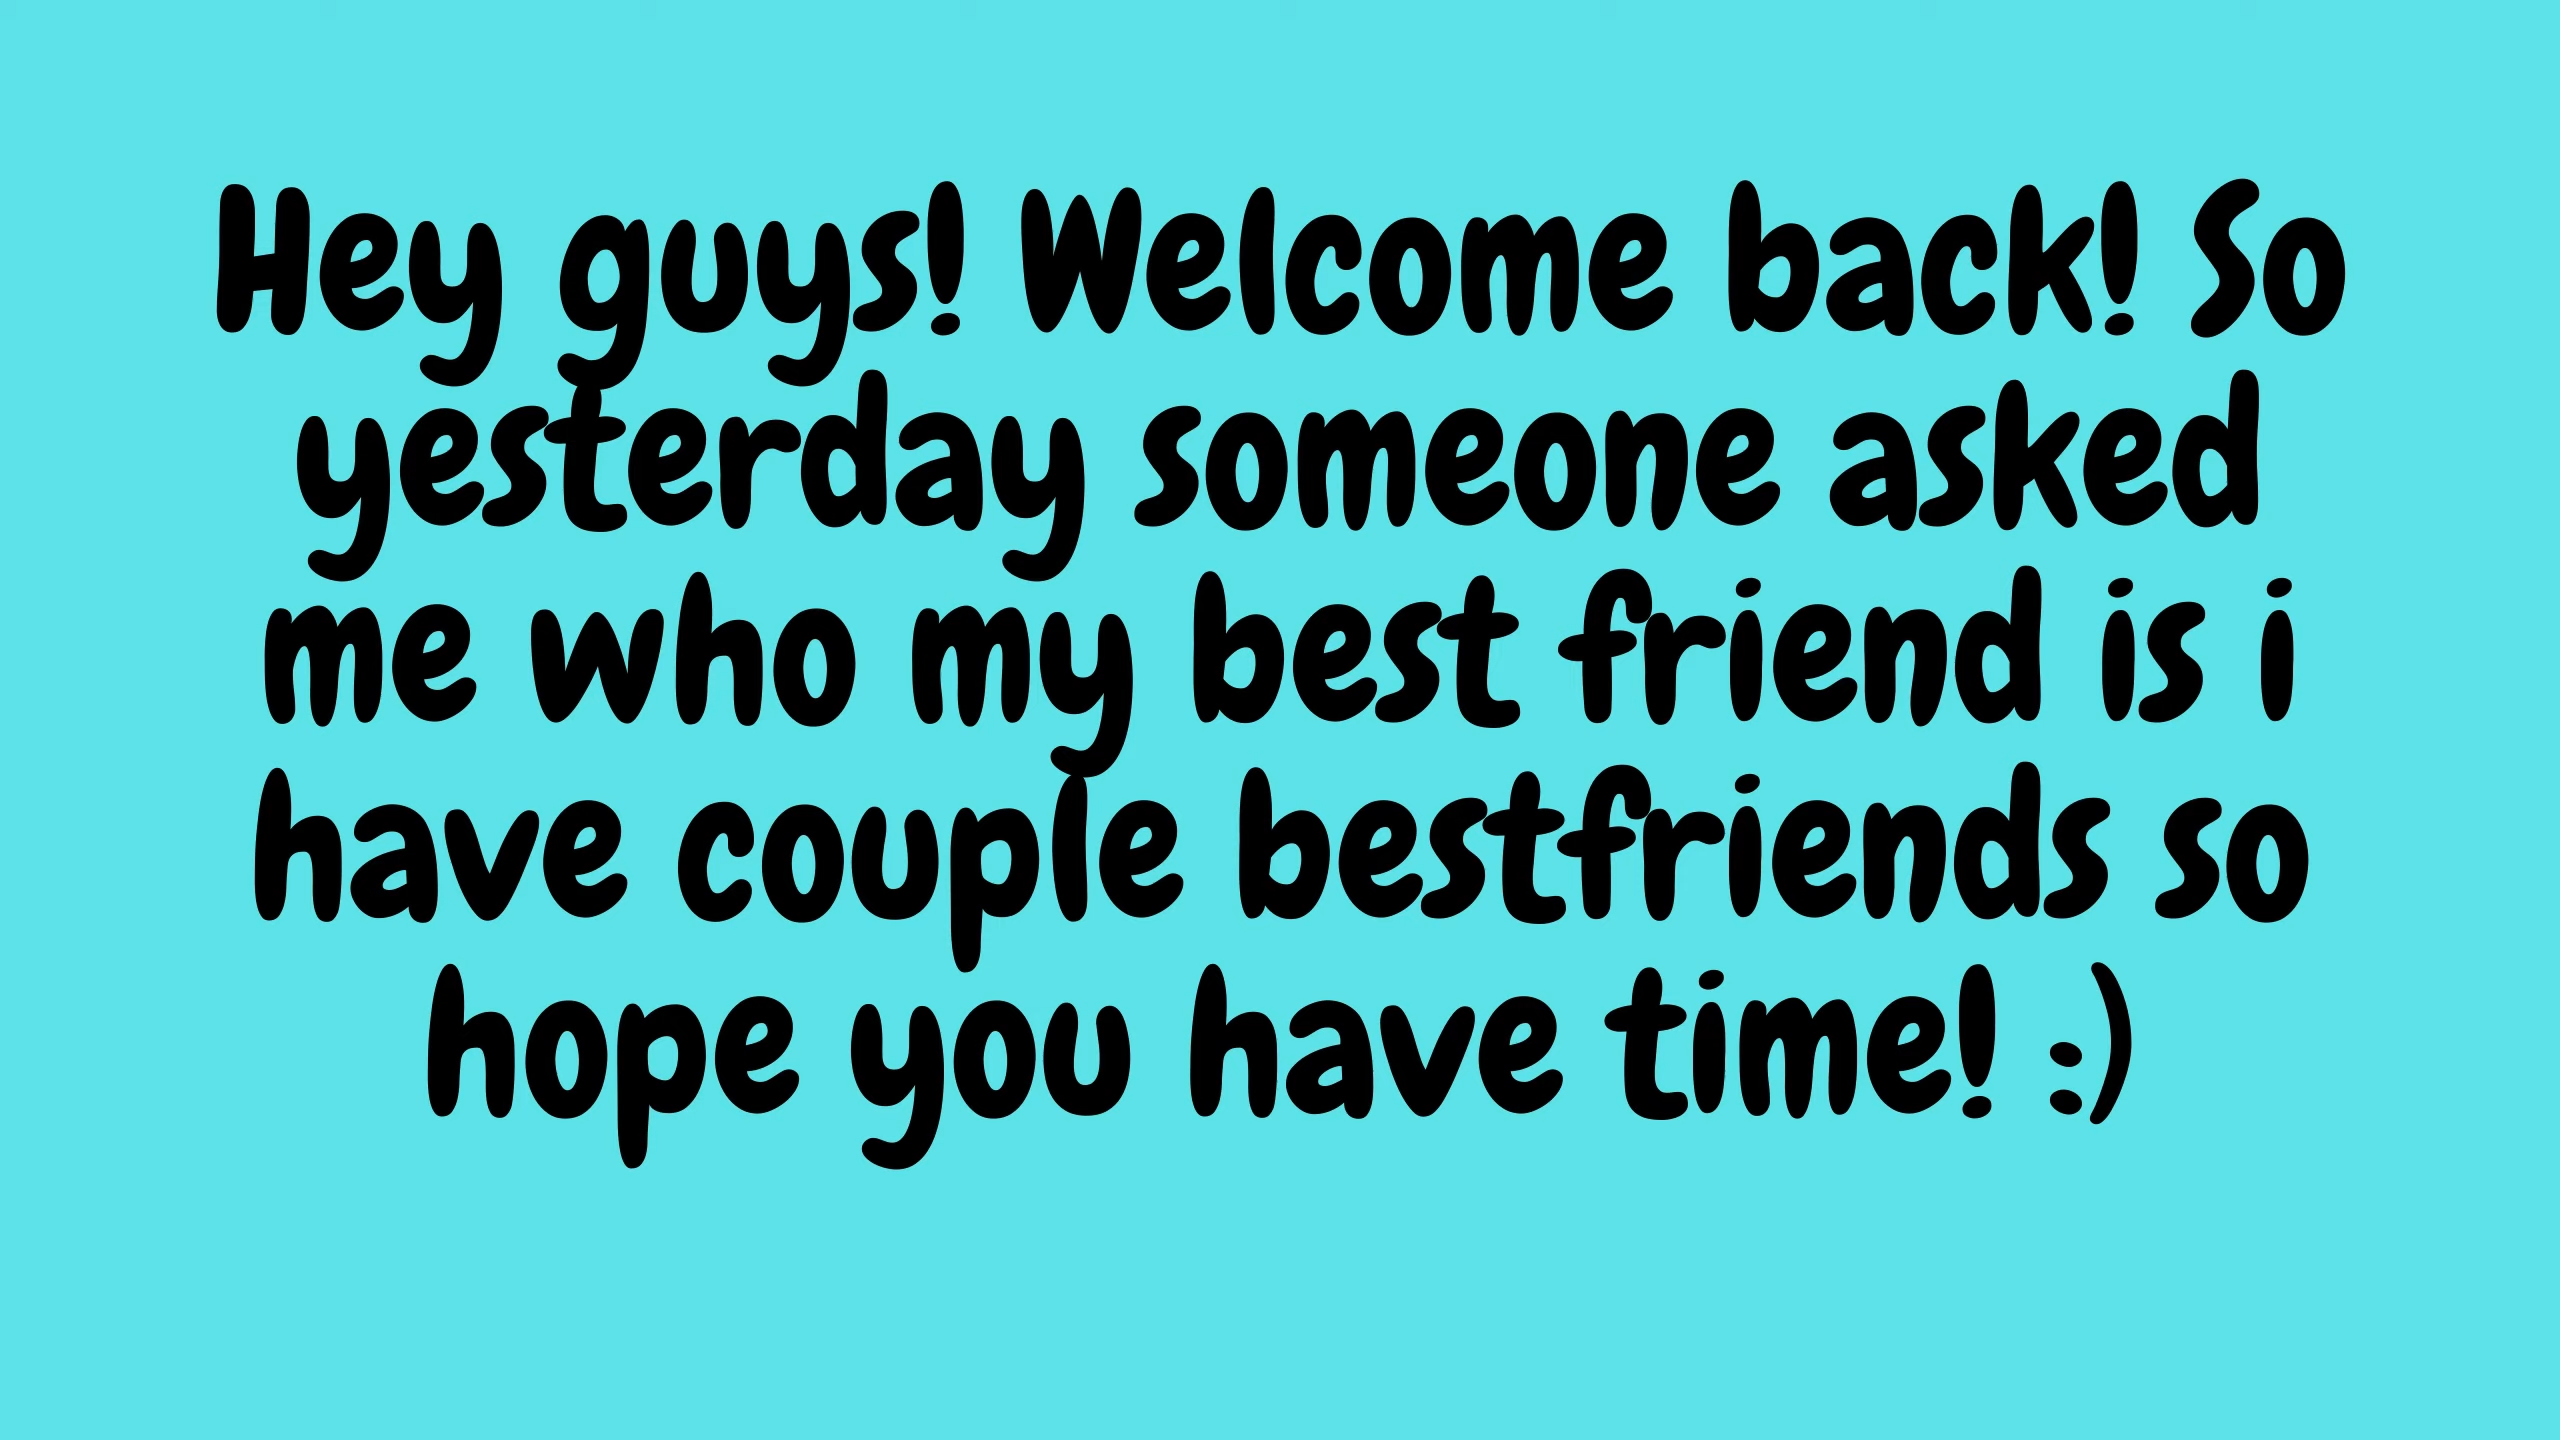 Hey guys! Welcome back! So
yesterday someone asked
me who my best friend is i
have couple bestfriends so
hope you have time! :)